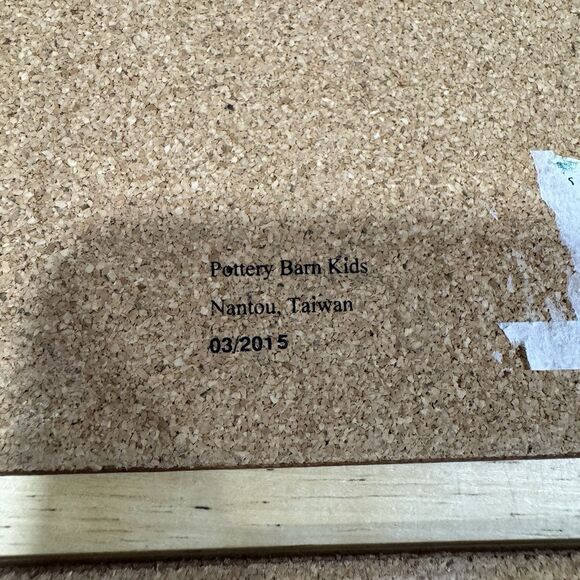 Pottery Barn Kids
Nantou, Taiwan
03/2015